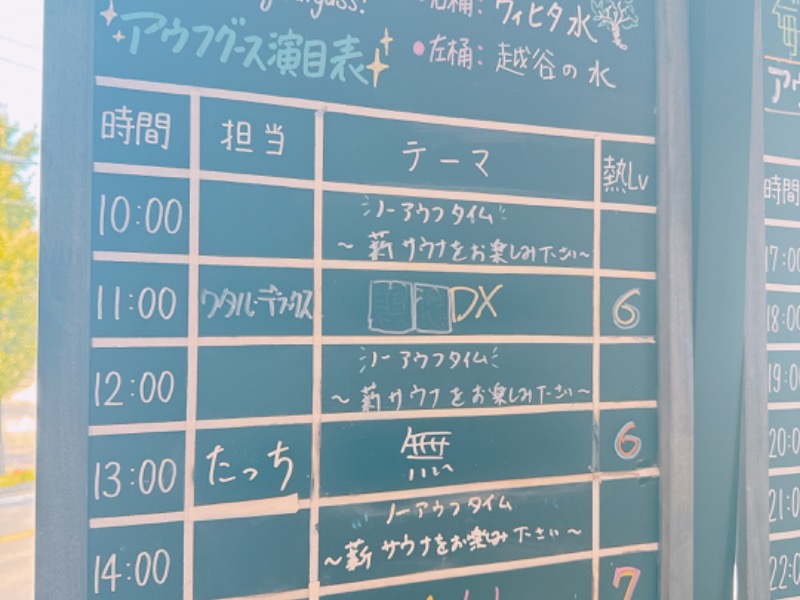 右桶: ウィヒタ水
アウフグース演目表
左桶: 越谷の水
時間 担当 テーマ 熱Lv
10:00 ノーアウフタイム
～薪サウナをお楽しみ下さい～
11:00 ワタル・デラックス DX 6
12:00 ノーアウフタイム
～薪サウナをお楽しみ下さい～
13:00 たっち 無 6
14:00 ノーアウフタイム
～薪サウナをお楽しみ下さい～
7
時間
17:00
18:00
19:00
20:00
21:00
22:00